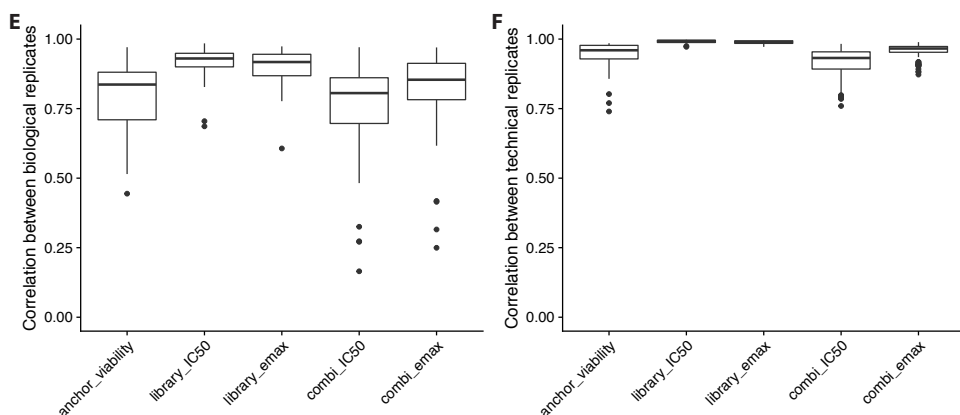 E
Correlation between biological replicates
1.00
0.75
0.50
0.25
0.00
anchor_viability
library_IC50
library_emax
combi_IC50
combi_emax
F
Correlation between technical replicates
1.00
0.75
0.50
0.25
0.00
anchor_viability
library_IC50
library_emax
combi_IC50
combi_emax